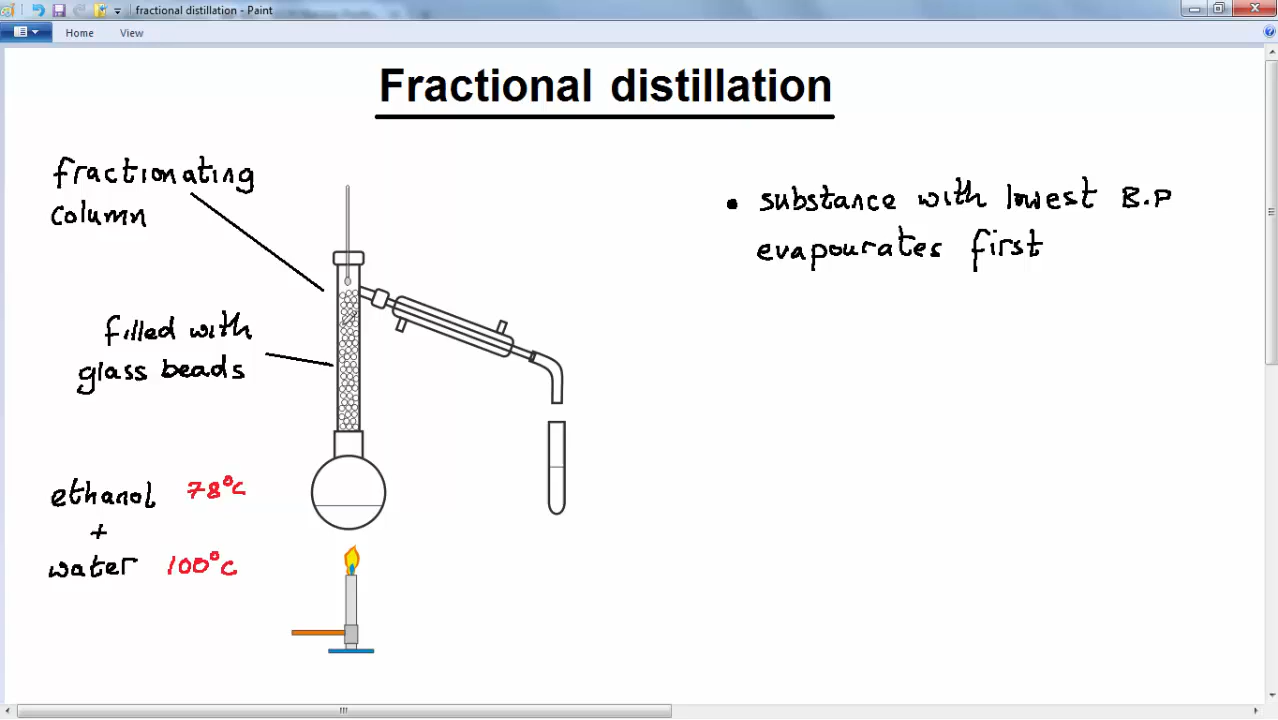 fractional distillation - Paint
Home View
Fractional distillation
fractionating
column
filled with
glass beads
ethanol 78°C
+
water 100°C
• substance with lowest B.P
evapourates first